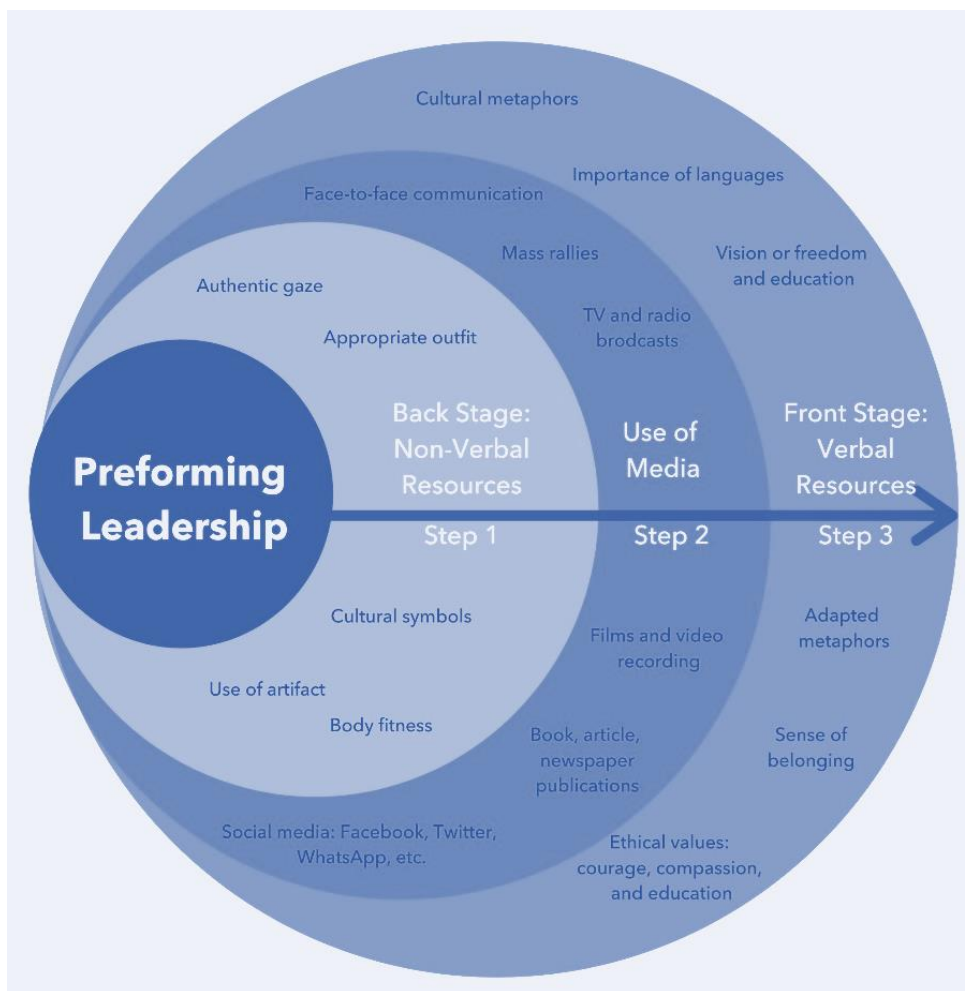 Cultural metaphors
Importance of languages
Face-to-face communication
Mass rallies
Vision or freedom
and education
Authentic gaze
TV and radio
brodcasts
Appropriate outfit
Preforming
Leadership
Back Stage:
Non-Verbal
Resources
Step 1
Use of
Media
Step 2
Front Stage:
Verbal
Resources
Step 3
Cultural symbols
Use of artifact
Body fitness
Films and video
recording
Book, article,
newspaper
publications
Social media: Facebook, Twitter,
WhatsApp, etc.
Adapted
metaphors
Sense of
belonging
Ethical values:
courage, compassion,
and education